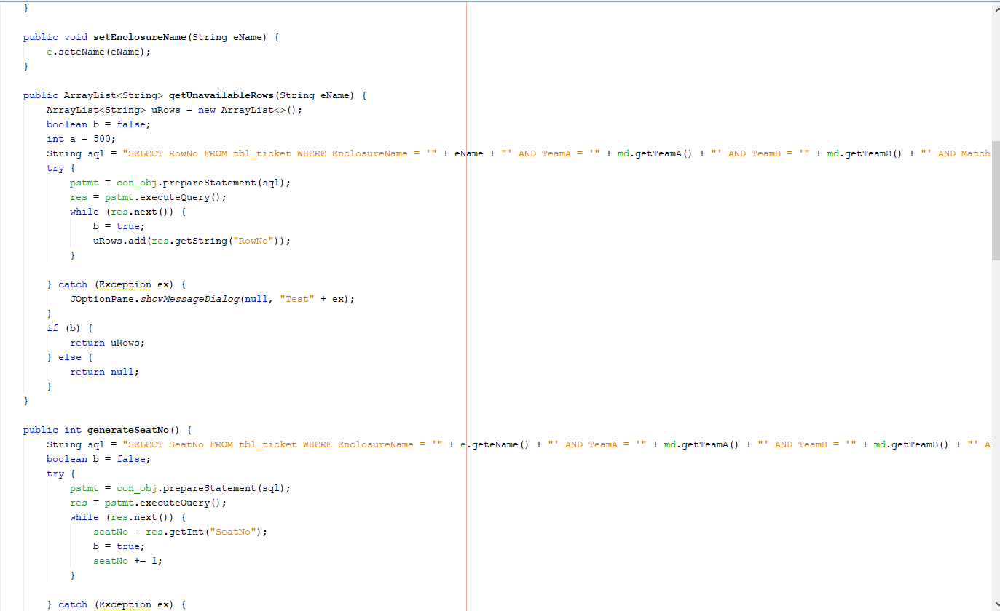 }
public void setEnclosureName(String eName) {
e.seteName(eName);
}
public ArrayList<String> getUnavailableRows(String eName) {
ArrayList<String> uRows = new ArrayList<>();
boolean b = false;
int a = 500;
String sql = "SELECT RowNo FROM tbl_ticket WHERE EnclosureName = '" + eName + "' AND TeamA = '" + md.getTeamA() + "' AND TeamB = '" + md.getTeamB() + "' AND Match
try {
pstmt = con_obj.prepareStatement(sql);
res = pstmt.executeQuery();
while (res.next()) {
b = true;
uRows.add(res.getString("RowNo"));
}
} catch (Exception ex) {
JOptionPane.showMessageDialog(null, "Test" + ex);
}
if (b) {
return uRows;
} else {
return null;
}
}
public int generateSeatNo() {
String sql = "SELECT SeatNo FROM tbl_ticket WHERE EnclosureName = '" + e.geteName() + "' AND TeamA = '" + md.getTeamA() + "' AND TeamB = '" + md.getTeamB() + "' A
boolean b = false;
try {
pstmt = con_obj.prepareStatement(sql);
res = pstmt.executeQuery();
while (res.next()) {
seatNo = res.getInt("SeatNo");
b = true;
seatNo += 1;
}
} catch (Exception ex) {